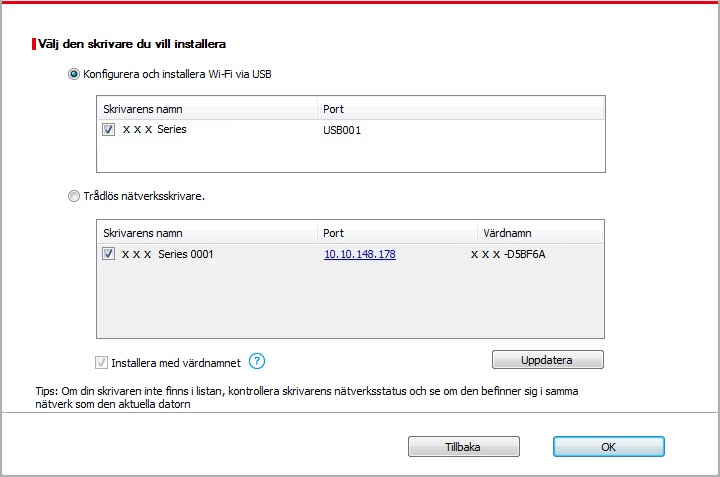 Välj den skrivare du vill installera
Konfigurera och installera Wi-Fi via USB
Skrivarens namn Port
X X X Series USB001
Trådlös nätverksskrivare.
Skrivarens namn Port Värdnamn
X X X Series 0001 10.10.148.178 X X X -D5BF6A
Installera med värdnamnet ? Uppdatera
Tips: Om din skrivaren inte finns i listan, kontrollera skrivarens nätverksstatus och se om den befinner sig i samma
nätverk som den aktuella datorn
Tillbaka OK